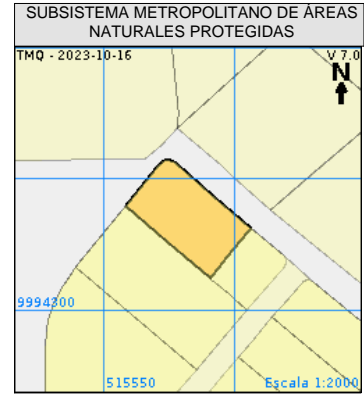 SUBSISTEMA METROPOLITANO DE ÁREAS
NATURALES PROTEGIDAS
TMQ - 2023-10-16
V 7.0
N
9994300
515550
Escala 1:2000